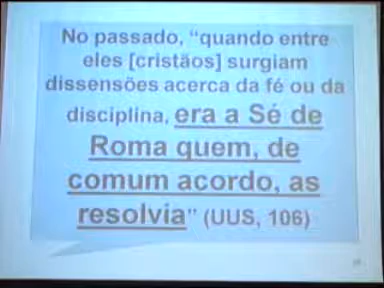 No passado, “quando entre
eles [cristãos] surgiam
dissensões acerca da fé ou da
disciplina, era a Sé de
Roma quem, de
comum acordo, as
resolvia” (UUS, 106)